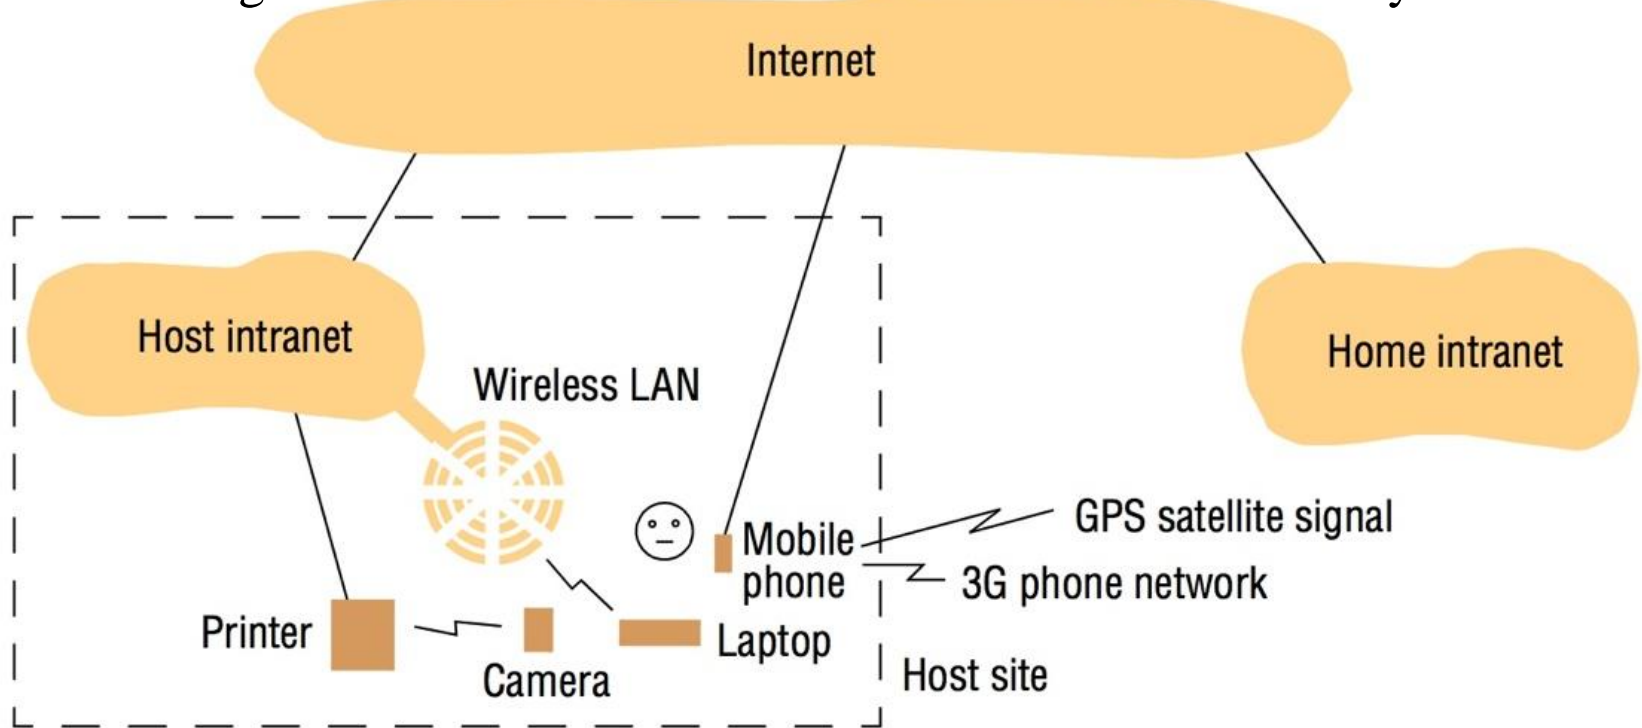 Internet
Host intranet
Wireless LAN
Home intranet
GPS satellite signal
Mobile
phone
3G phone network
Printer
Camera
Laptop
Host site